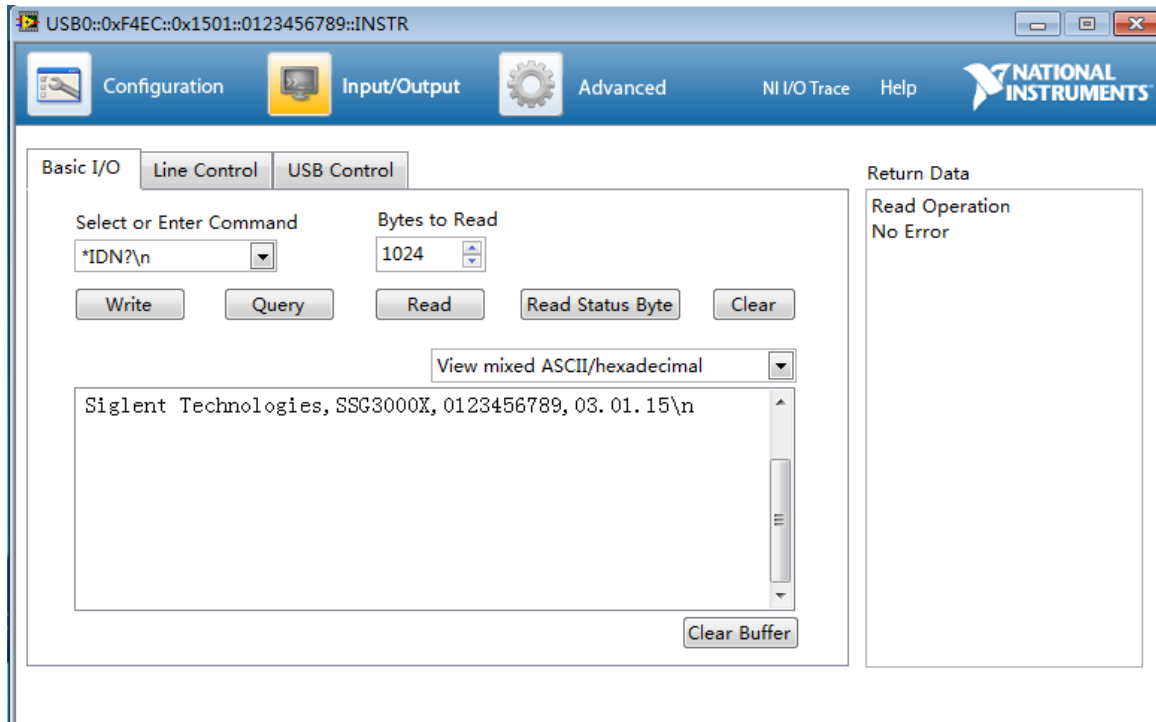 USB0::0xF4EC::0x1501::0123456789::INSTR
Configuration Input/Output Advanced NI I/O Trace Help NATIONAL INSTRUMENTS
Basic I/O Line Control USB Control
Return Data
Read Operation
No Error
Select or Enter Command Bytes to Read
*IDN?\n 1024
Write Query Read Read Status Byte Clear
View mixed ASCII/hexadecimal
Siglent Technologies,SSG3000X,0123456789,03.01.15\n
Clear Buffer